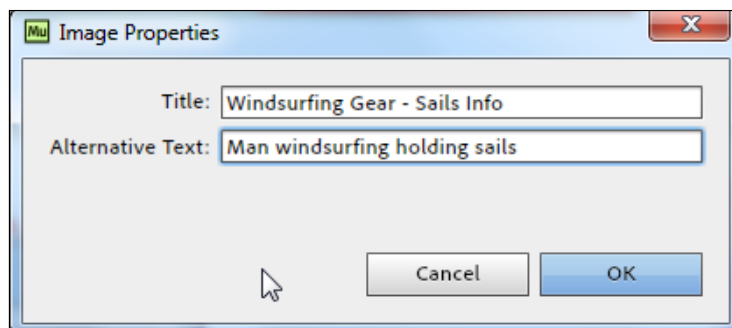 Mu Image Properties
Title: Windsurfing Gear - Sails Info
Alternative Text: Man windsurfing holding sails
Cancel OK